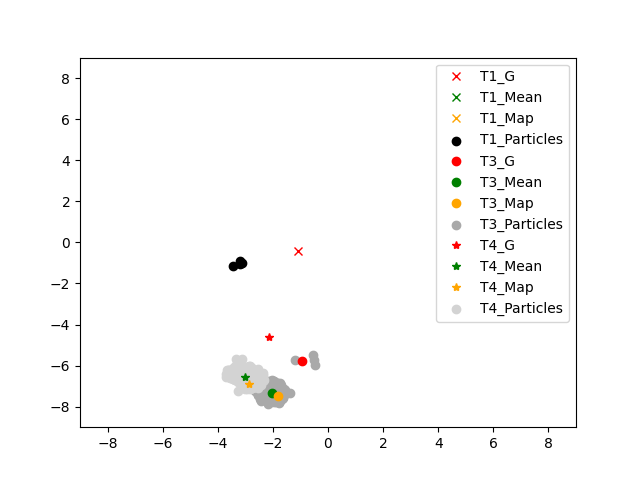 8
6
4
2
0
−2
−4
−6
−8
−8 −6 −4 −2 0 2 4 6 8
T1_G
T1_Mean
T1_Map
T1_Particles
T3_G
T3_Mean
T3_Map
T3_Particles
T4_G
T4_Mean
T4_Map
T4_Particles